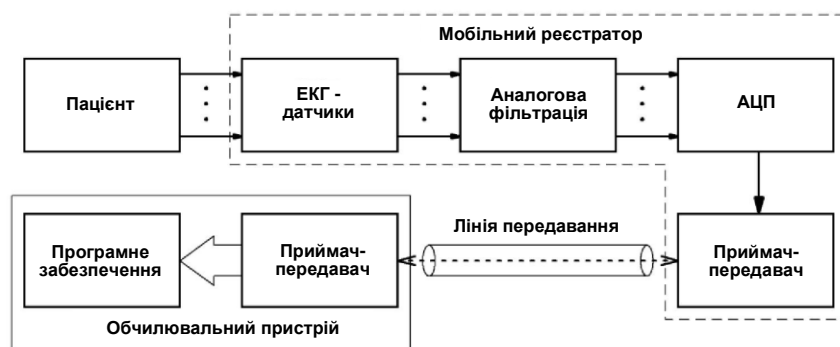 Мобільний реєстратор
Пацієнт
ЕКГ -
датчики
Аналогова
фільтрація
АЦП
Лінія передавання
Програмне
забезпечення
Приймач-
передавач
Приймач-
передавач
Обчилювальний пристрій